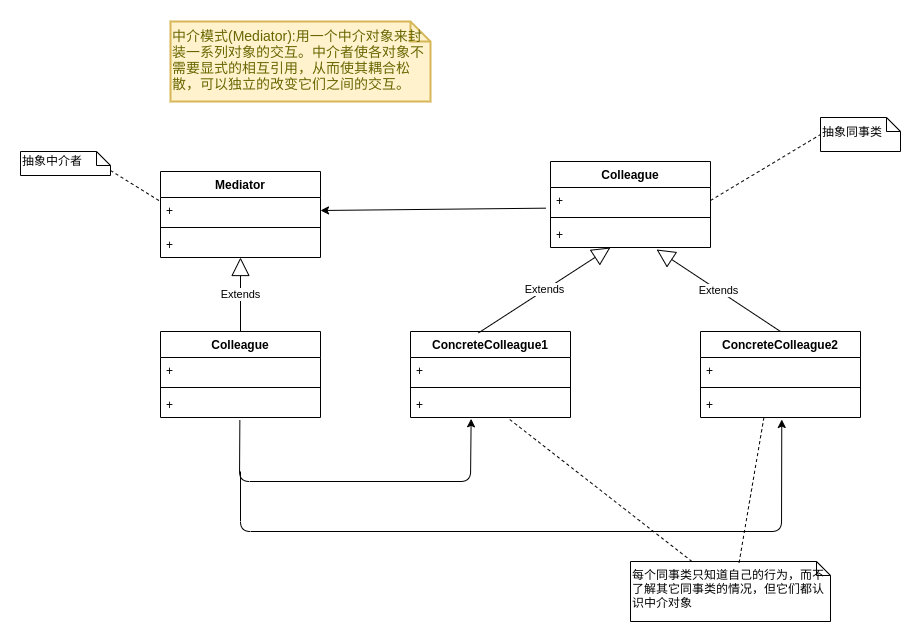 中介模式(Mediator):用一个中介对象来封
装一系列对象的交互。中介者使各对象不
需要显式的相互引用，从而使其耦合松
散，可以独立的改变它们之间的交互。
抽象同事类
抽象中介者
Mediator
+
+
Colleague
+
+
Extends
Extends
Extends
Colleague
+
+
ConcreteColleague1
+
+
ConcreteColleague2
+
+
每个同事类只知道自己的行为，而不
了解其它同事类的情况，但它们都认
识中介对象